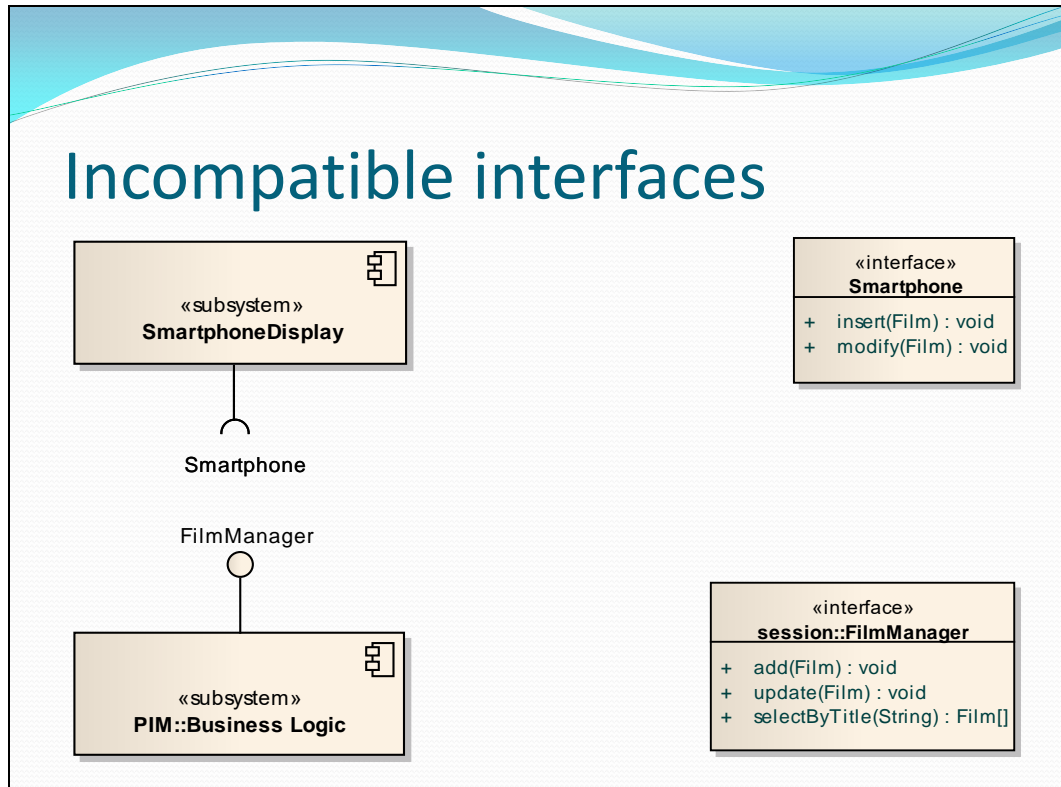 Incompatible interfaces
«subsystem»
SmartphoneDisplay
Smartphone
FilmManager
«subsystem»
PIM::Business Logic
«interface»
Smartphone
+ insert(Film) : void
+ modify(Film) : void
«interface»
session::FilmManager
+ add(Film) : void
+ update(Film) : void
+ selectByTitle(String) : Film[]